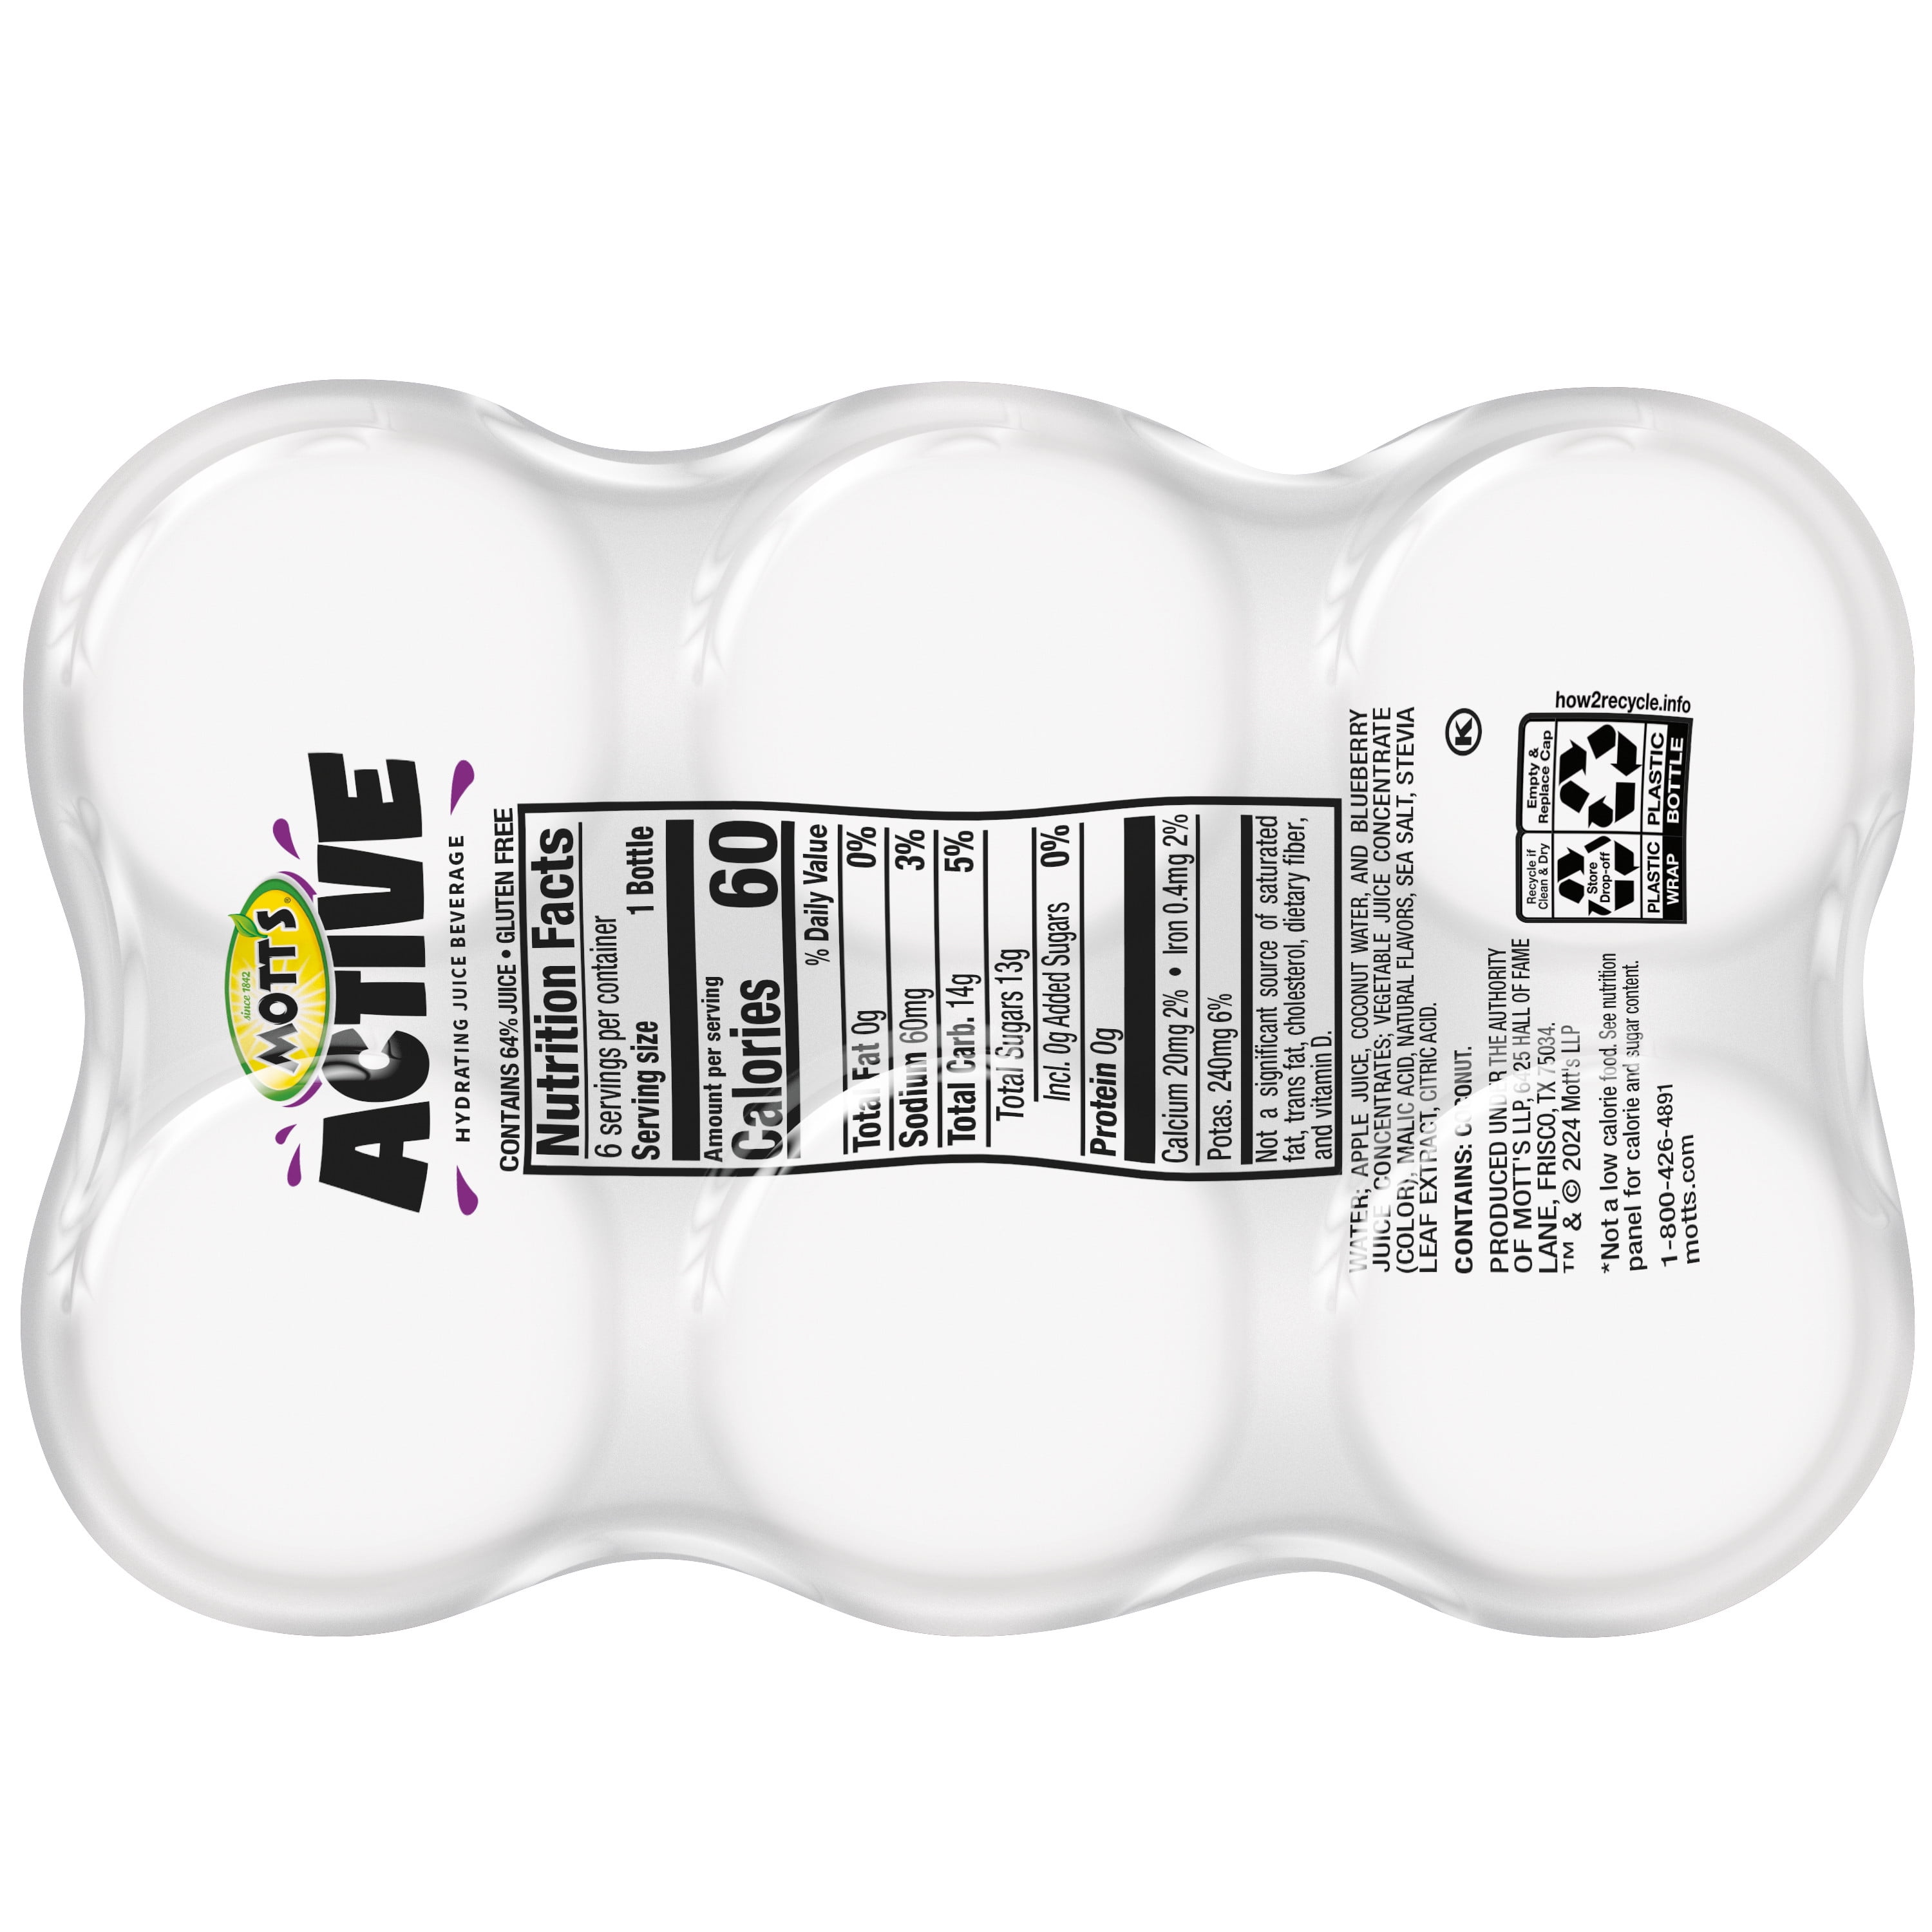 since 1842
MOTT'S®
ACTIVE
HYDRATING JUICE BEVERAGE
CONTAINS 64% JUICE • GLUTEN FREE
Nutrition Facts
6 servings per container
Serving size 1 Bottle
Amount per serving
Calories 60
% Daily Value
Total Fat 0g 0%
Sodium 60mg 3%
Total Carb. 14g 5%
Total Sugars 13g
Incl. 0g Added Sugars 0%
Protein 0g
Calcium 20mg 2% • Iron 0.4mg 2%
Potas. 240mg 6%
Not a significant source of saturated
fat, trans fat, cholesterol, dietary fiber,
and vitamin D.
WATER; APPLE JUICE, COCONUT WATER, AND BLUEBERRY
JUICE CONCENTRATES; VEGETABLE JUICE CONCENTRATE
(COLOR), MALIC ACID, NATURAL FLAVORS, SEA SALT, STEVIA
LEAF EXTRACT, CITRIC ACID.
CONTAINS: COCONUT.
K
PRODUCED UNDER THE AUTHORITY
OF MOTT'S LLP, 6425 HALL OF FAME
LANE, FRISCO, TX 75034.
TM & © 2024 Mott's LLP
*Not a low calorie food. See nutrition
panel for calorie and sugar content.
1-800-426-4891
motts.com
how2recycle.info
Recycle if
Clean & Dry
Store
Drop-off
PLASTIC
WRAP
Empty &
Replace Cap
PLASTIC
BOTTLE